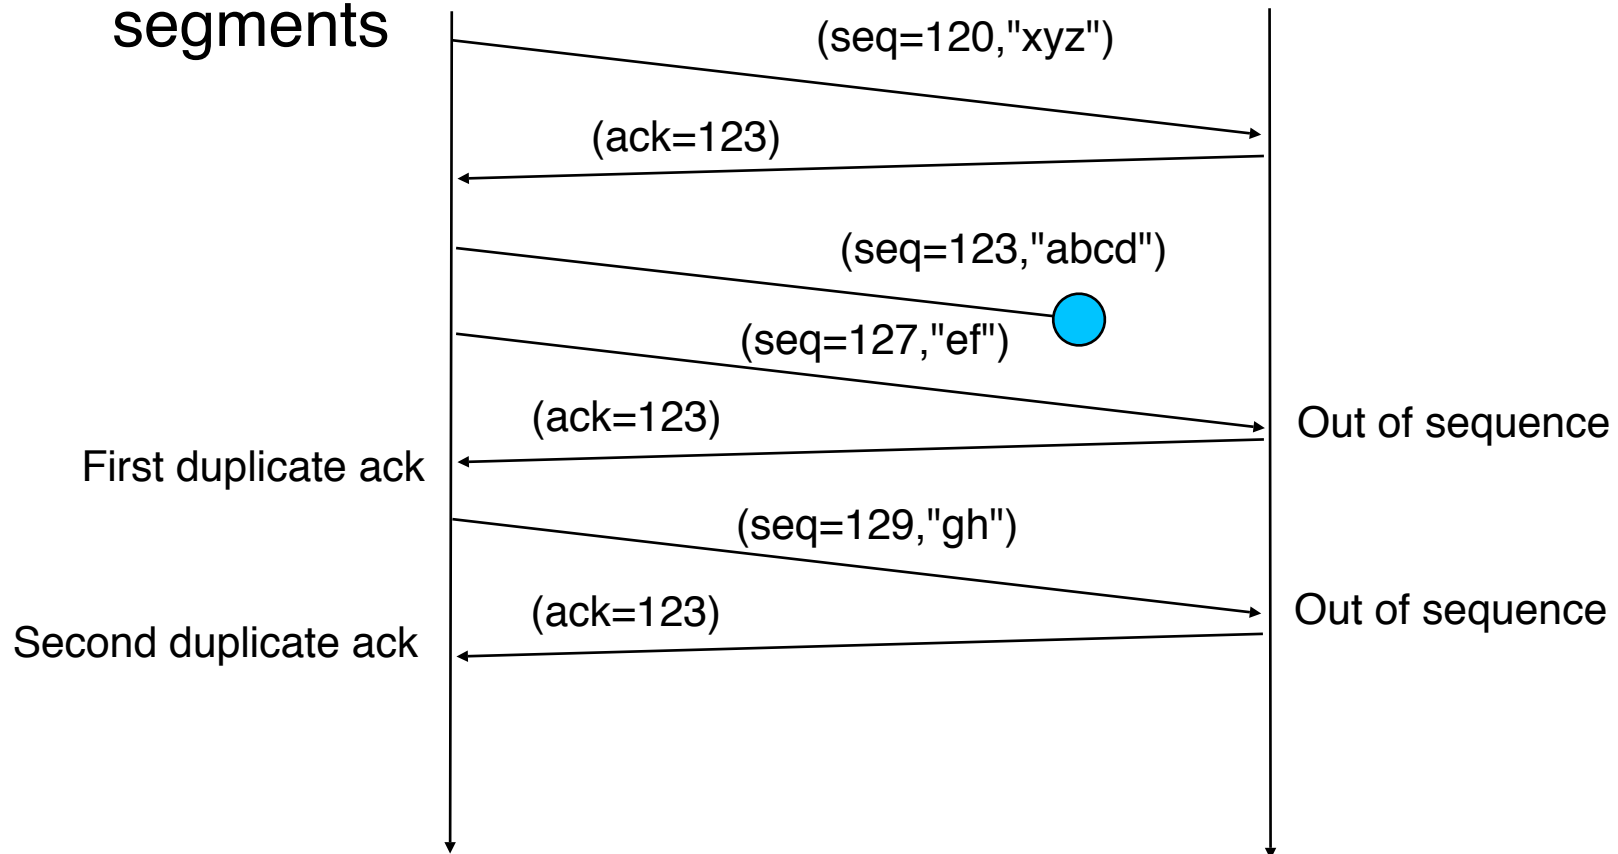 segments
(seq=120,"xyz")
(ack=123)
(seq=123,"abcd")
(seq=127,"ef")
(ack=123)
Out of sequence
First duplicate ack
(seq=129,"gh")
(ack=123)
Out of sequence
Second duplicate ack